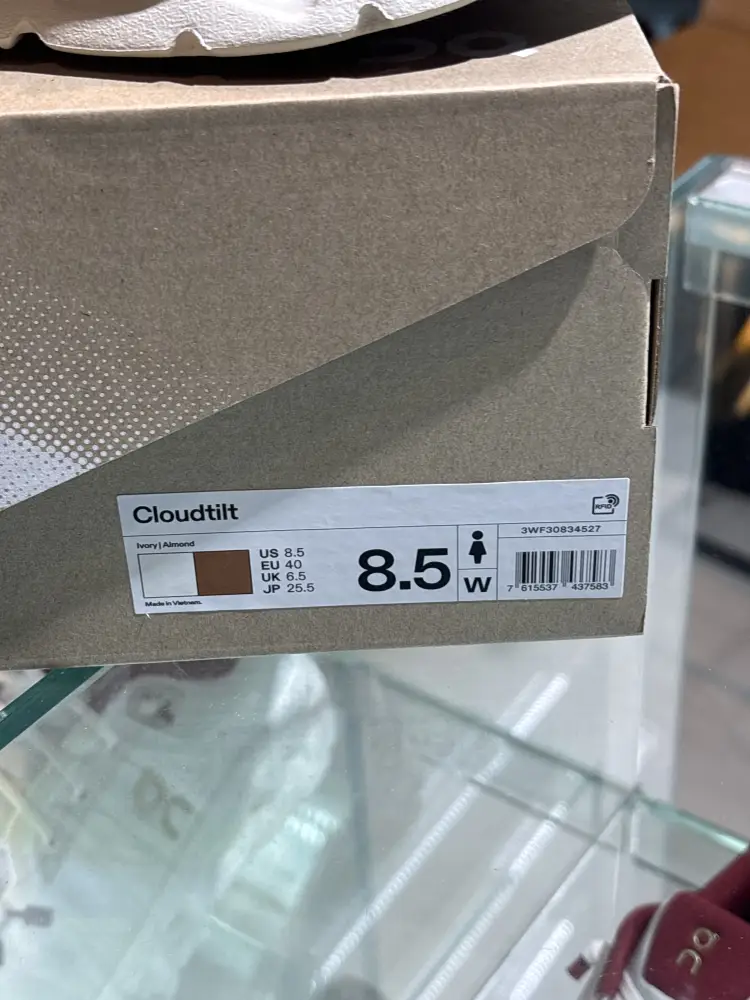 Cloudtilt
RFID
Ivory | Almond
US 8.5
EU 40
UK 6.5
JP 25.5
Made in Vietnam.
8.5
W
3WF30834527
7 615537 437583